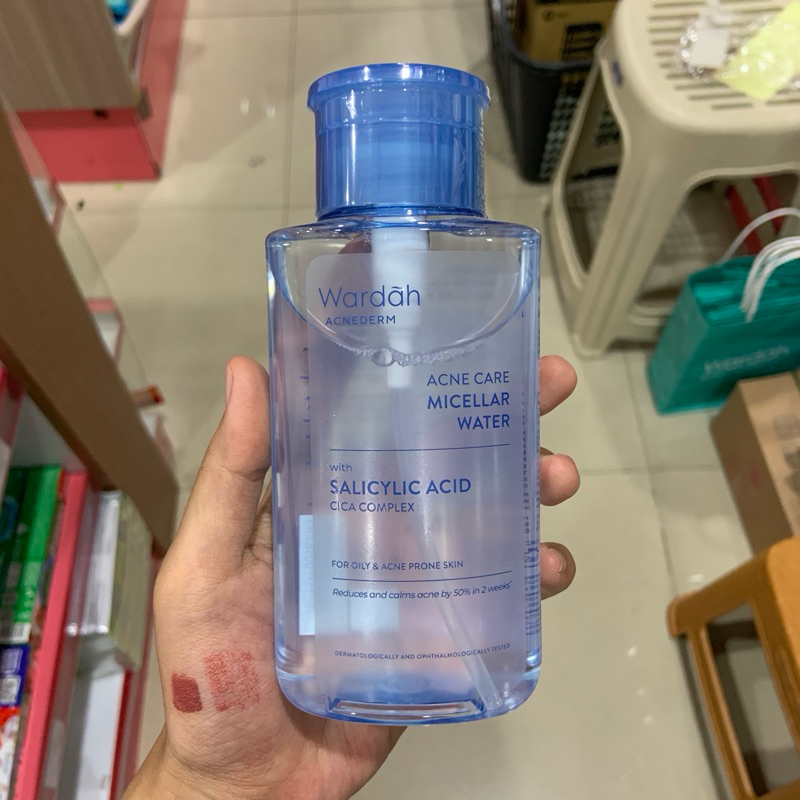 Wardah
ACNEDERM
ACNE CARE
MICELLAR
WATER
with
SALICYLIC ACID
CICA COMPLEX
FOR OILY & ACNE PRONE SKIN
Reduces and calms acne by 50% in 2 weeks*
DERMATOLOGICALLY AND OPHTHALMOLOGICALLY TESTED
Wardah